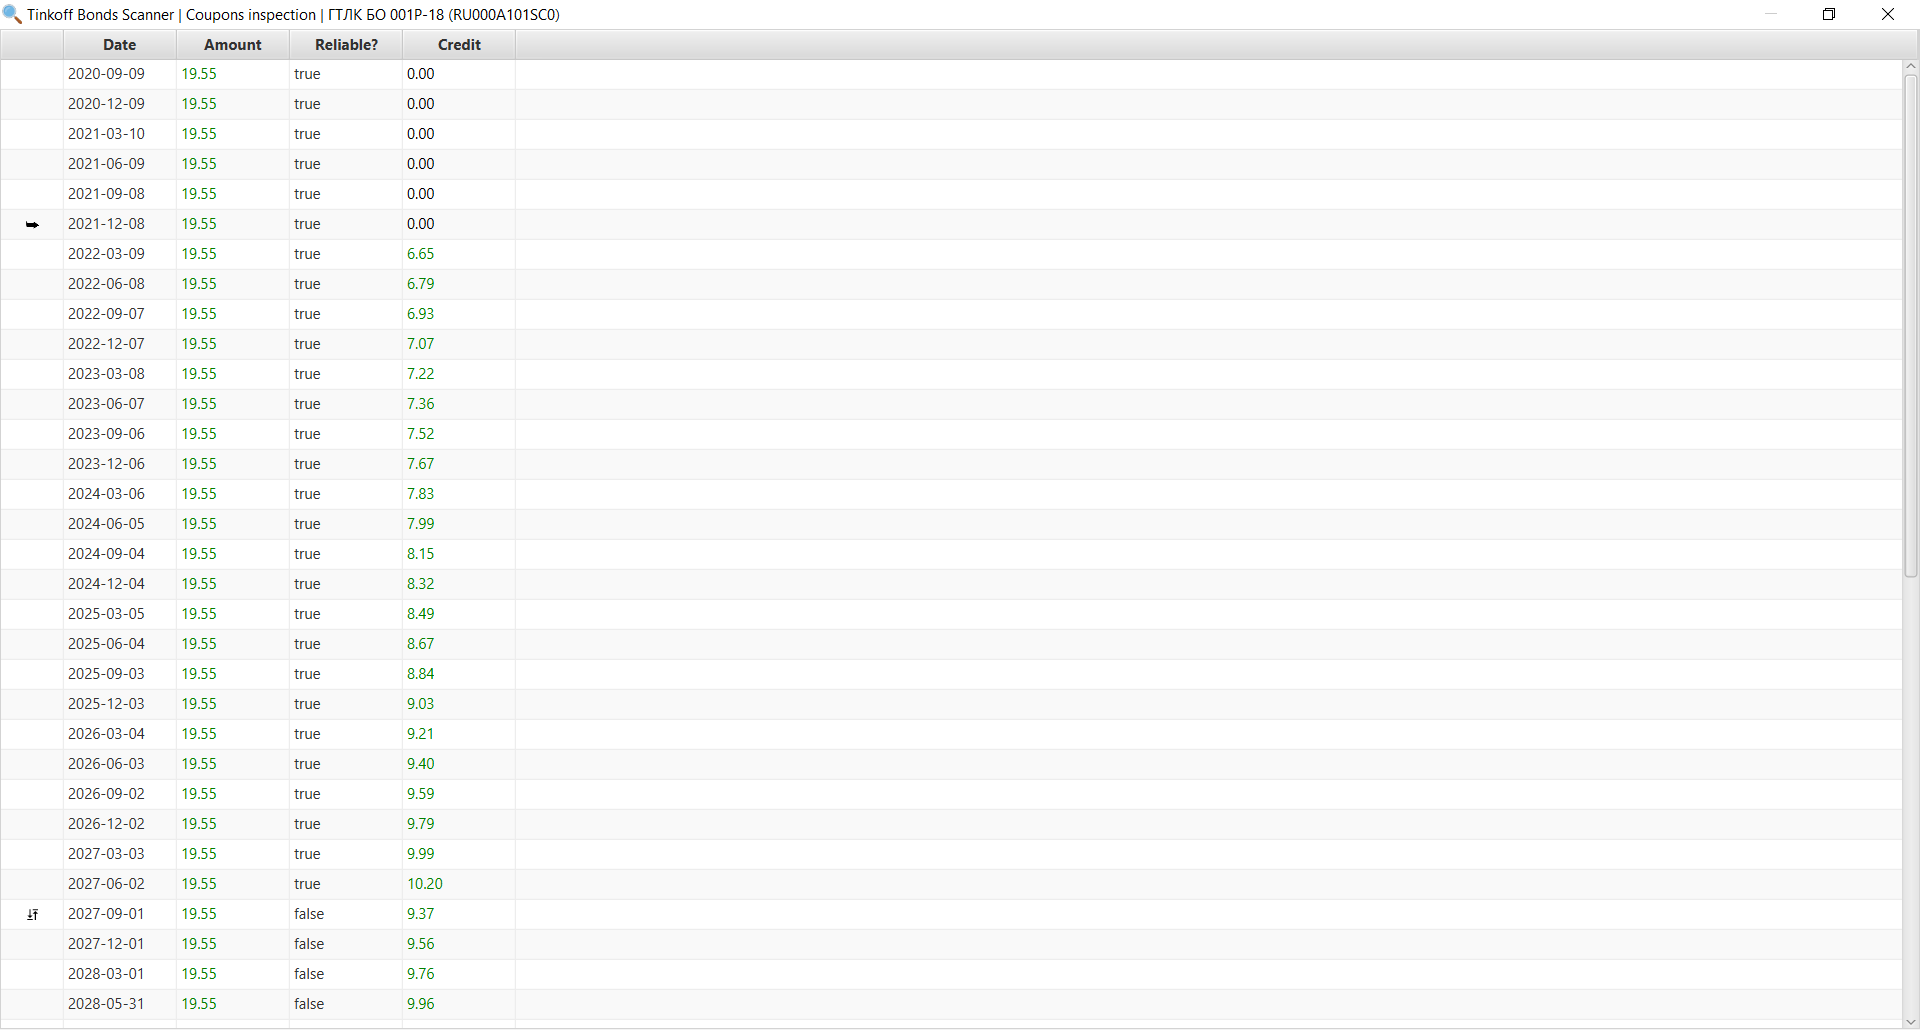 Tinkoff Bonds Scanner | Coupons inspection | ГТЛК БО 001P-18 (RU000A101SC0)
Date Amount Reliable? Credit
2020-09-09 19.55 true 0.00
2020-12-09 19.55 true 0.00
2021-03-10 19.55 true 0.00
2021-06-09 19.55 true 0.00
2021-09-08 19.55 true 0.00
2021-12-08 19.55 true 0.00
2022-03-09 19.55 true 6.65
2022-06-08 19.55 true 6.79
2022-09-07 19.55 true 6.93
2022-12-07 19.55 true 7.07
2023-03-08 19.55 true 7.22
2023-06-07 19.55 true 7.36
2023-09-06 19.55 true 7.52
2023-12-06 19.55 true 7.67
2024-03-06 19.55 true 7.83
2024-06-05 19.55 true 7.99
2024-09-04 19.55 true 8.15
2024-12-04 19.55 true 8.32
2025-03-05 19.55 true 8.49
2025-06-04 19.55 true 8.67
2025-09-03 19.55 true 8.84
2025-12-03 19.55 true 9.03
2026-03-04 19.55 true 9.21
2026-06-03 19.55 true 9.40
2026-09-02 19.55 true 9.59
2026-12-02 19.55 true 9.79
2027-03-03 19.55 true 9.99
2027-06-02 19.55 true 10.20
2027-09-01 19.55 false 9.37
2027-12-01 19.55 false 9.56
2028-03-01 19.55 false 9.76
2028-05-31 19.55 false 9.96